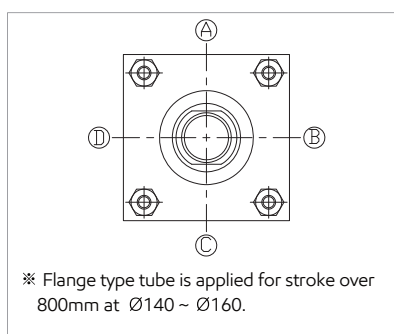 Ⓐ
Ⓓ Ⓑ
Ⓒ
※ Flange type tube is applied for stroke over
800mm at Ø140 ~ Ø160.